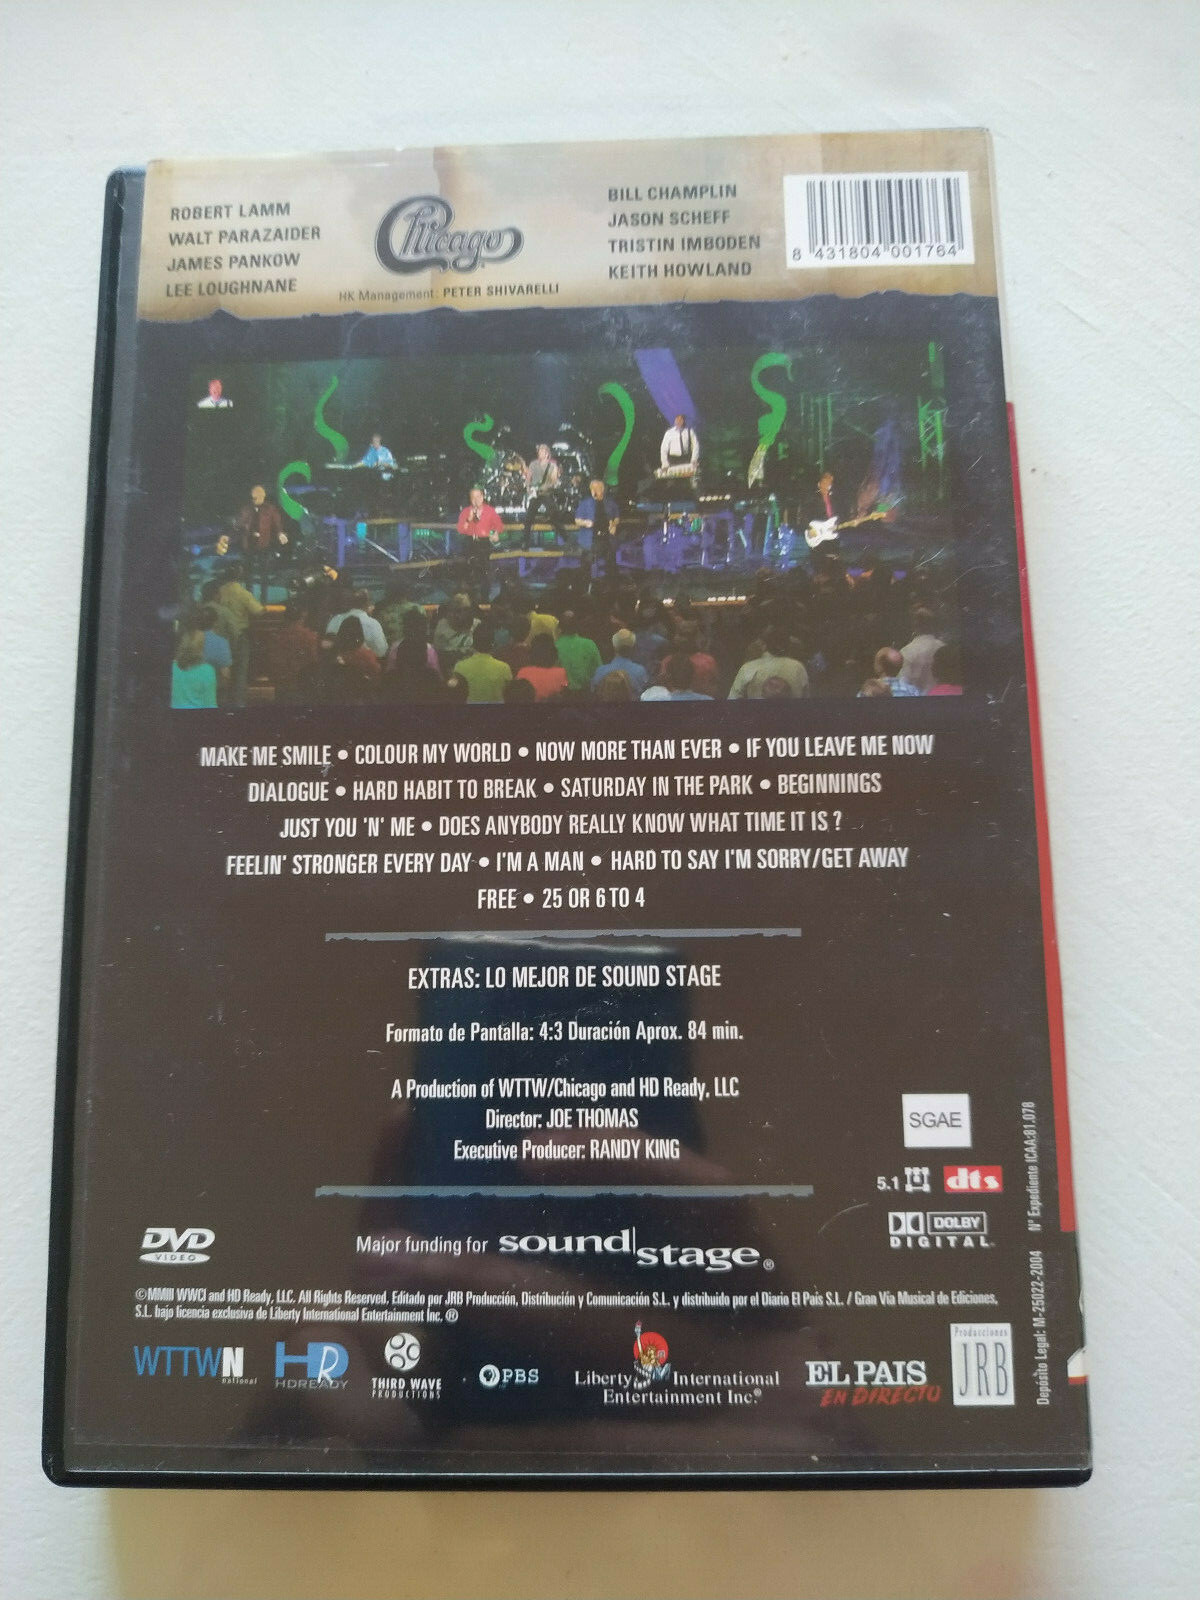 ROBERT LAMM
WALT PARAZAIDER
JAMES PANKOW
LEE LOUGHNANE
Chicago
HK Management: PETER SHIVARELLI
BILL CHAMPLIN
JASON SCHEFF
TRISTIN IMBODEN
KEITH HOWLAND
8 431804 001764
MAKE ME SMILE • COLOUR MY WORLD • NOW MORE THAN EVER • IF YOU LEAVE ME NOW
DIALOGUE • HARD HABIT TO BREAK • SATURDAY IN THE PARK • BEGINNINGS
JUST YOU 'N' ME • DOES ANYBODY REALLY KNOW WHAT TIME IT IS ?
FEELIN' STRONGER EVERY DAY • I'M A MAN • HARD TO SAY I'M SORRY/GET AWAY
FREE • 25 OR 6 TO 4
EXTRAS: LO MEJOR DE SOUND STAGE
Formato de Pantalla: 4:3 Duración Aprox. 84 min.
A Production of WTTW/Chicago and HD Ready, LLC
Director: JOE THOMAS
Executive Producer: RANDY KING
SGAE
5.1 dts
DOLBY
DIGITAL
DVD
VIDEO
Major funding for sound stage®
©MMIII WWCI and HD Ready, LLC. All Rights Reserved. Editado por JRB Producción, Distribución y Comunicación S.L. y distribuido por el Diario El Pais S.L. / Gran Vía Musical de Ediciones,
S.L. bajo licencia exclusiva de Liberty International Entertainment Inc. ®
WTTWN
national
HDR
HDREADY
THIRD WAVE
PRODUCTIONS
PBS
Liberty International
Entertainment Inc.®
EL PAIS
EN DIRECTO
Producciones
JRB
Depósito Legal: M-25022-2004 Nº Expediente ICAA:81,078